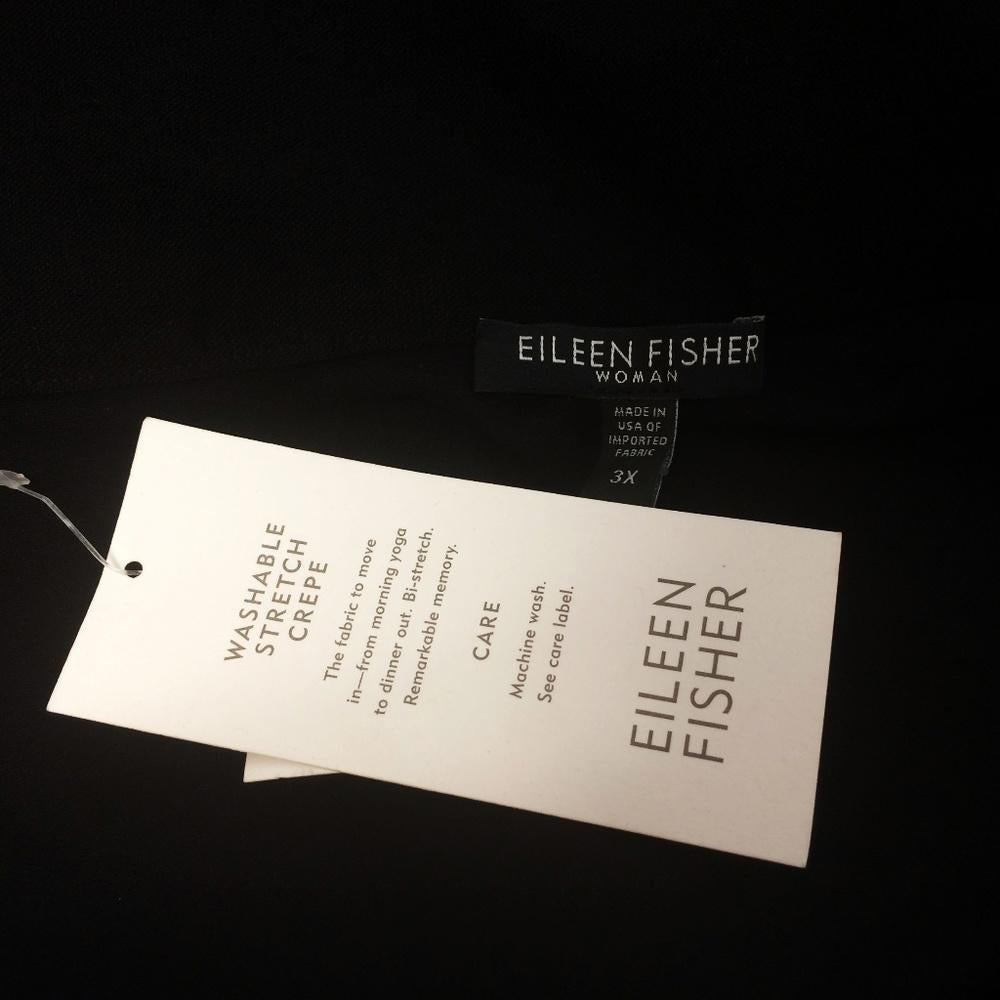 EILEEN FISHER
WOMAN
MADE IN
USA OF
IMPORTED
FABRIC
3X
WASHABLE
STRETCH
CREPE
The fabric to move
in—from morning yoga
to dinner out. Bi-stretch.
Remarkable memory.
CARE
Machine wash.
See care label.
EILEEN
FISHER